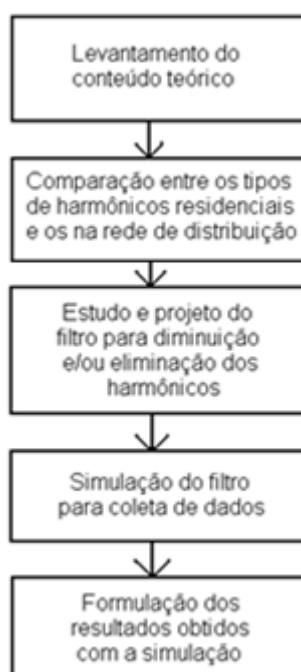 Levantamento do
conteúdo teórico
Comparação entre os tipos
de harmônicos residenciais
e os na rede de distribuição
Estudo e projeto do
filtro para diminuição
e/ou eliminação dos
harmônicos
Simulação do filtro
para coleta de dados
Formulação dos
resultados obtidos
com a simulação